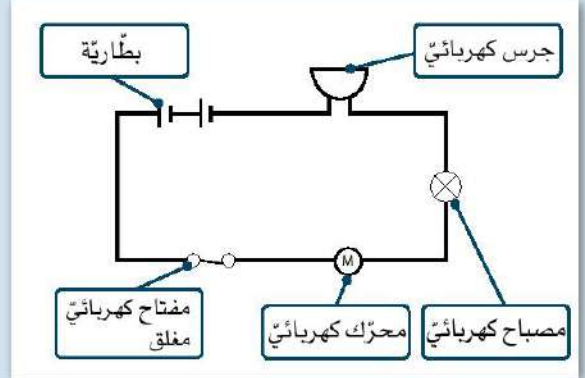 جرس كهربائيّ
بطّاريّة
M
مصباح كهربائيّ
محرّك كهربائيّ
مفتاح كهربائيّ
مغلق